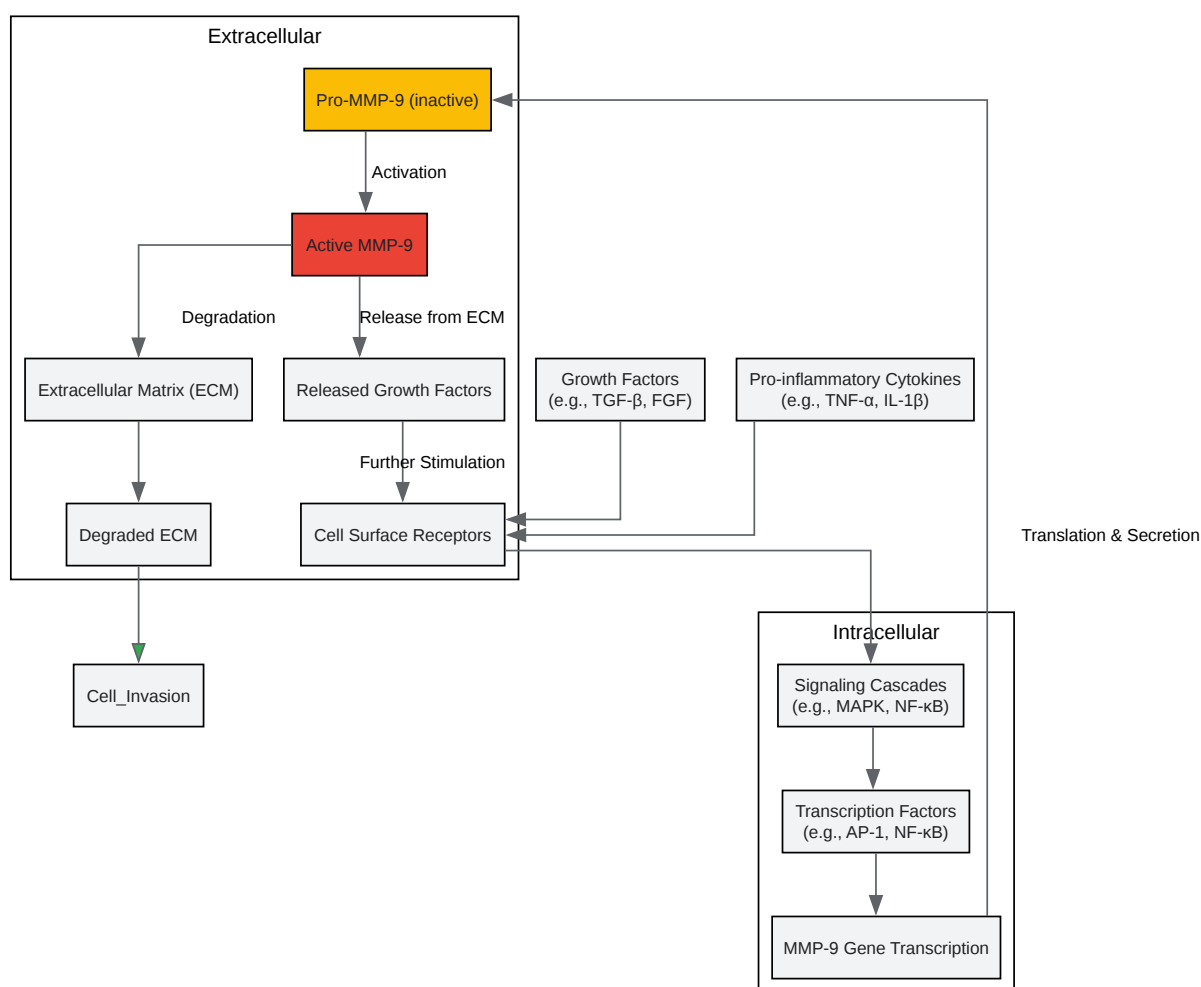 Extracellular
Pro-MMP-9 (inactive)
Activation
Active MMP-9
Degradation
Release from ECM
Extracellular Matrix (ECM)
Released Growth Factors
Growth Factors
(e.g., TGF-β, FGF)
Pro-inflammatory Cytokines
(e.g., TNF-α, IL-1β)
Further Stimulation
Degraded ECM
Cell Surface Receptors
Translation & Secretion
Intracellular
Cell_Invasion
Signaling Cascades
(e.g., MAPK, NF-κB)
Transcription Factors
(e.g., AP-1, NF-κB)
MMP-9 Gene Transcription